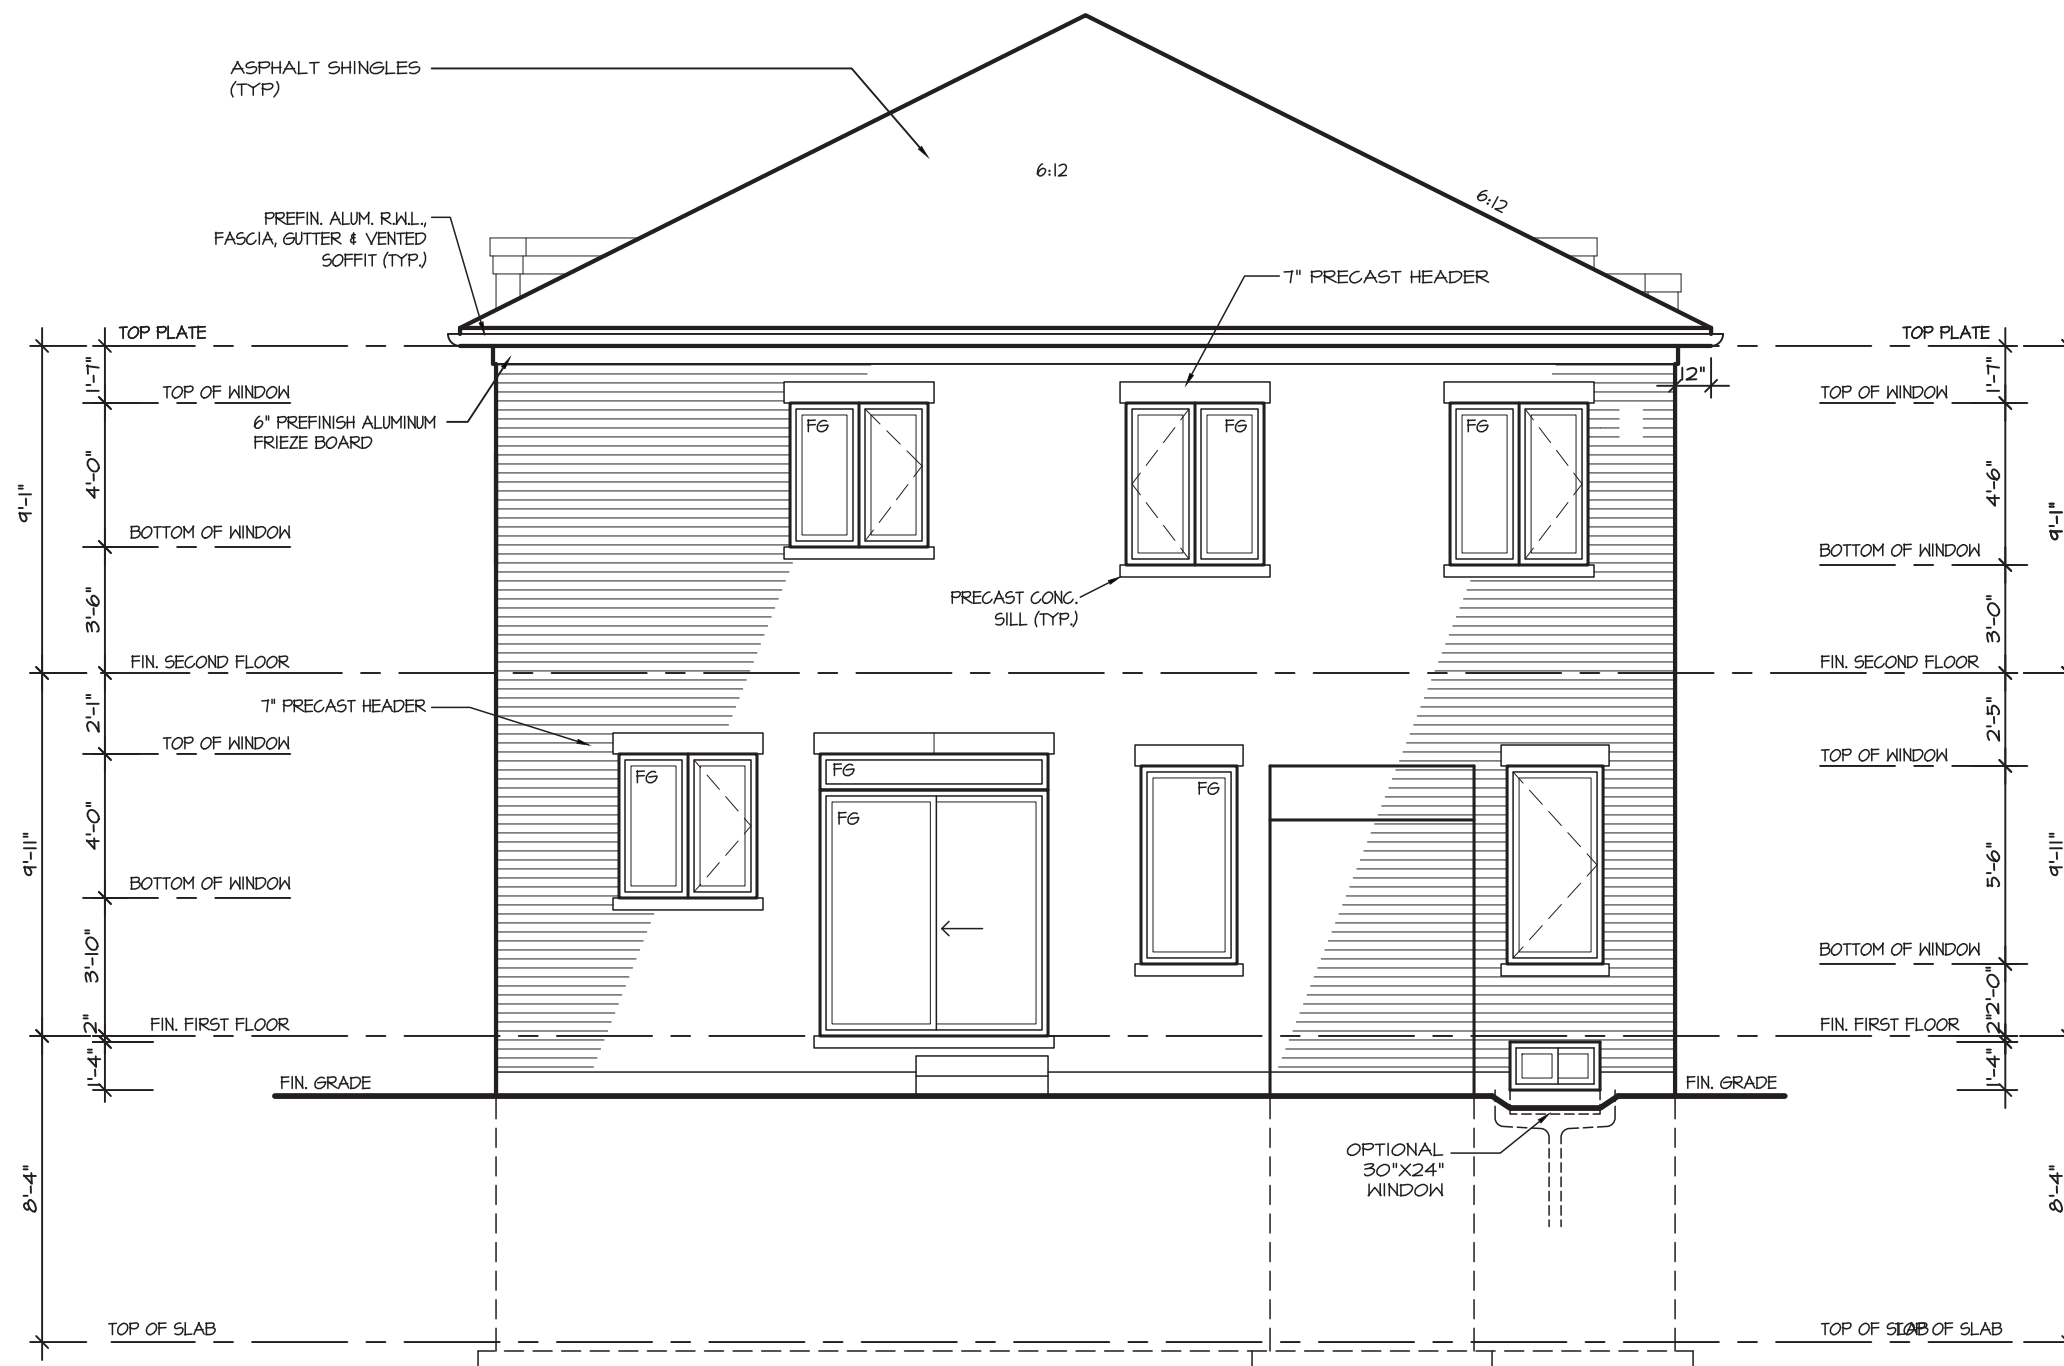 ASPHALT SHINGLES
(TYP)
6:12
6:12
PREFIN. ALUM. R.W.L.,
FASCIA, GUTTER & VENTED
SOFFIT (TYP.)
7" PRECAST HEADER
TOP PLATE
TOP PLATE
1'-7"
TOP OF WINDOW
12"
TOP OF WINDOW
1'-7"
6" PREFINISH ALUMINUM
FRIEZE BOARD
FG
FG
FG
9'-1"
4'-0"
4'-6"
9'-1"
BOTTOM OF WINDOW
BOTTOM OF WINDOW
3'-6"
PRECAST CONC.
SILL (TYP.)
3'-0"
FIN. SECOND FLOOR
FIN. SECOND FLOOR
2'-1"
7" PRECAST HEADER
2'-5"
TOP OF WINDOW
TOP OF WINDOW
FG
FG
FG
FG
9'-11"
4'-0"
5'-6"
9'-11"
BOTTOM OF WINDOW
BOTTOM OF WINDOW
3'-10"
2'-0"
2"
FIN. FIRST FLOOR
FIN. FIRST FLOOR
2"
1'-4"
1'-4"
FIN. GRADE
FIN. GRADE
OPTIONAL
30"X24"
WINDOW
8'-4"
8'-4"
TOP OF SLAB
TOP OF SLAB
TOP OF SLAB